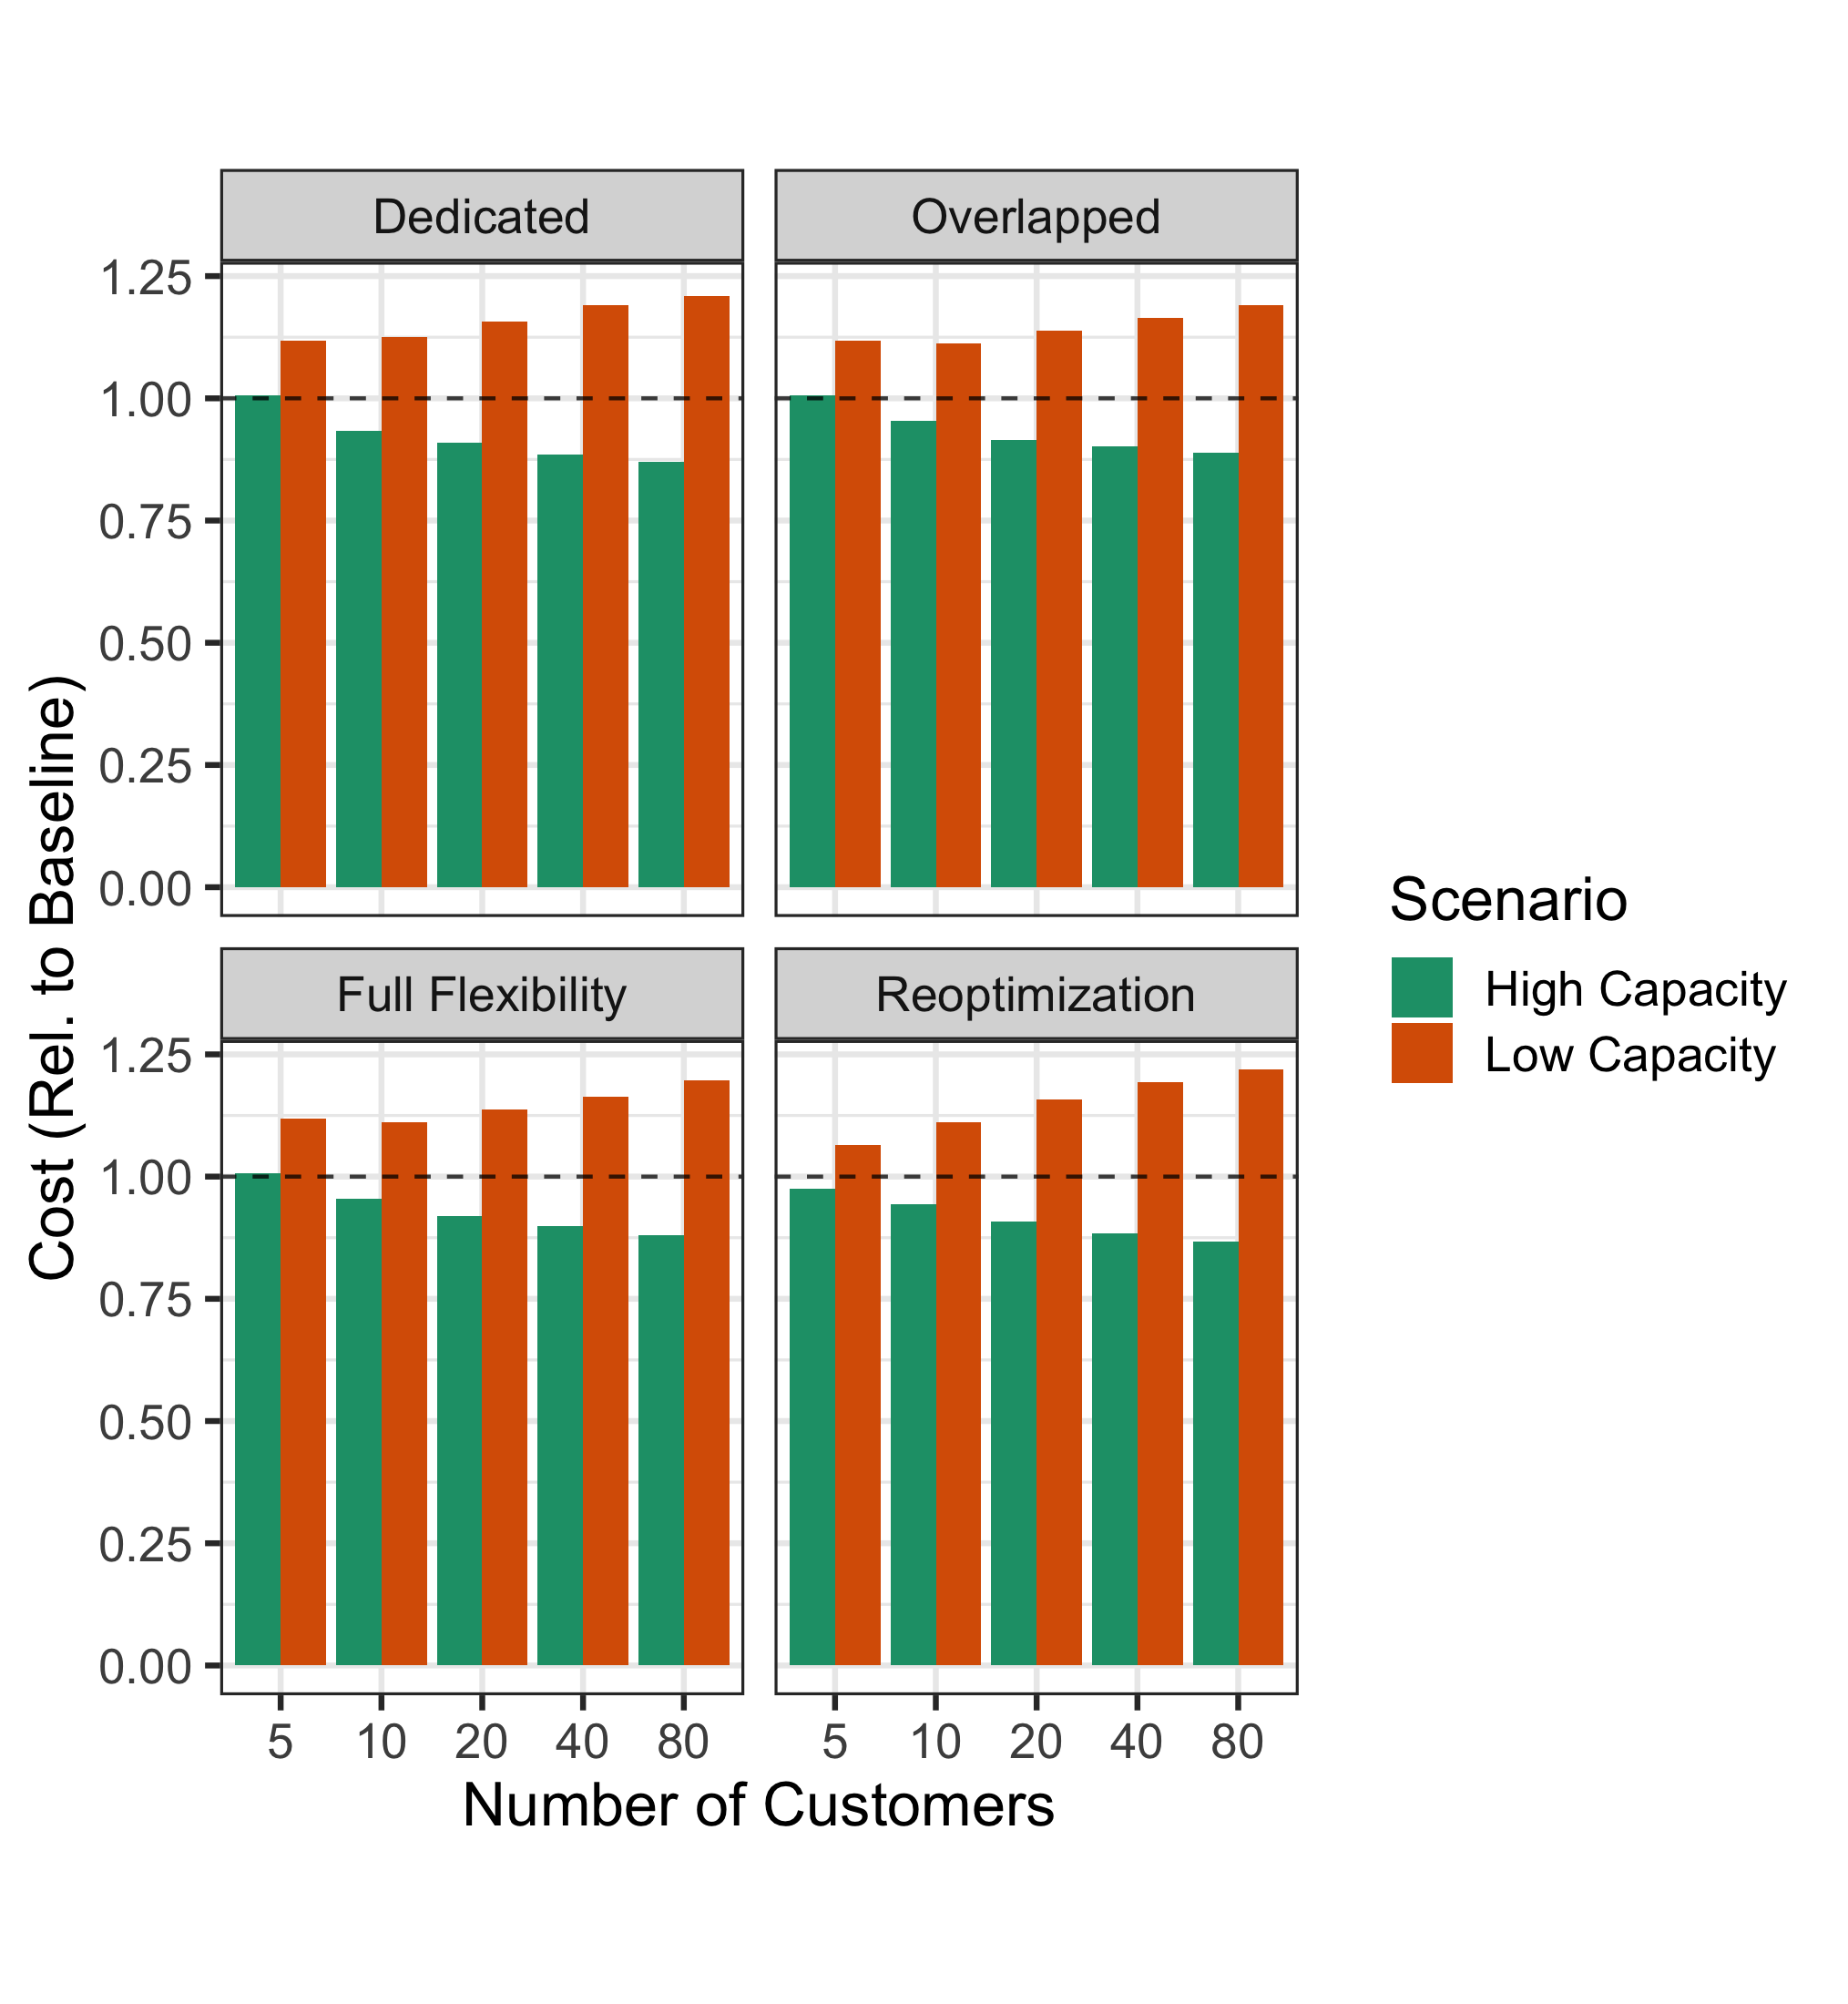 Dedicated
Overlapped
1.25
1.00
0.75
0.50
0.25
0.00
Full Flexibility
Reoptimization
1.25
1.00
0.75
0.50
0.25
0.00
5 10 20 40 80
5 10 20 40 80
Number of Customers
Cost (Rel. to Baseline)
Scenario
High Capacity
Low Capacity